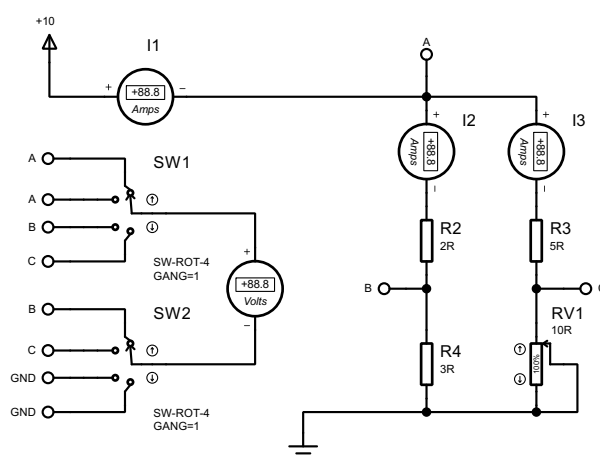 +10
A
I1
+
+88.8
Amps
−
+
+88.8
Amps
−
I2
+
+88.8
Amps
−
I3
A
A
B
C
SW1
SW-ROT-4
GANG=1
+
+88.8
Volts
−
B
C
GND
GND
SW2
SW-ROT-4
GANG=1
R2
2R
R3
5R
B
C
R4
3R
RV1
10R
100%